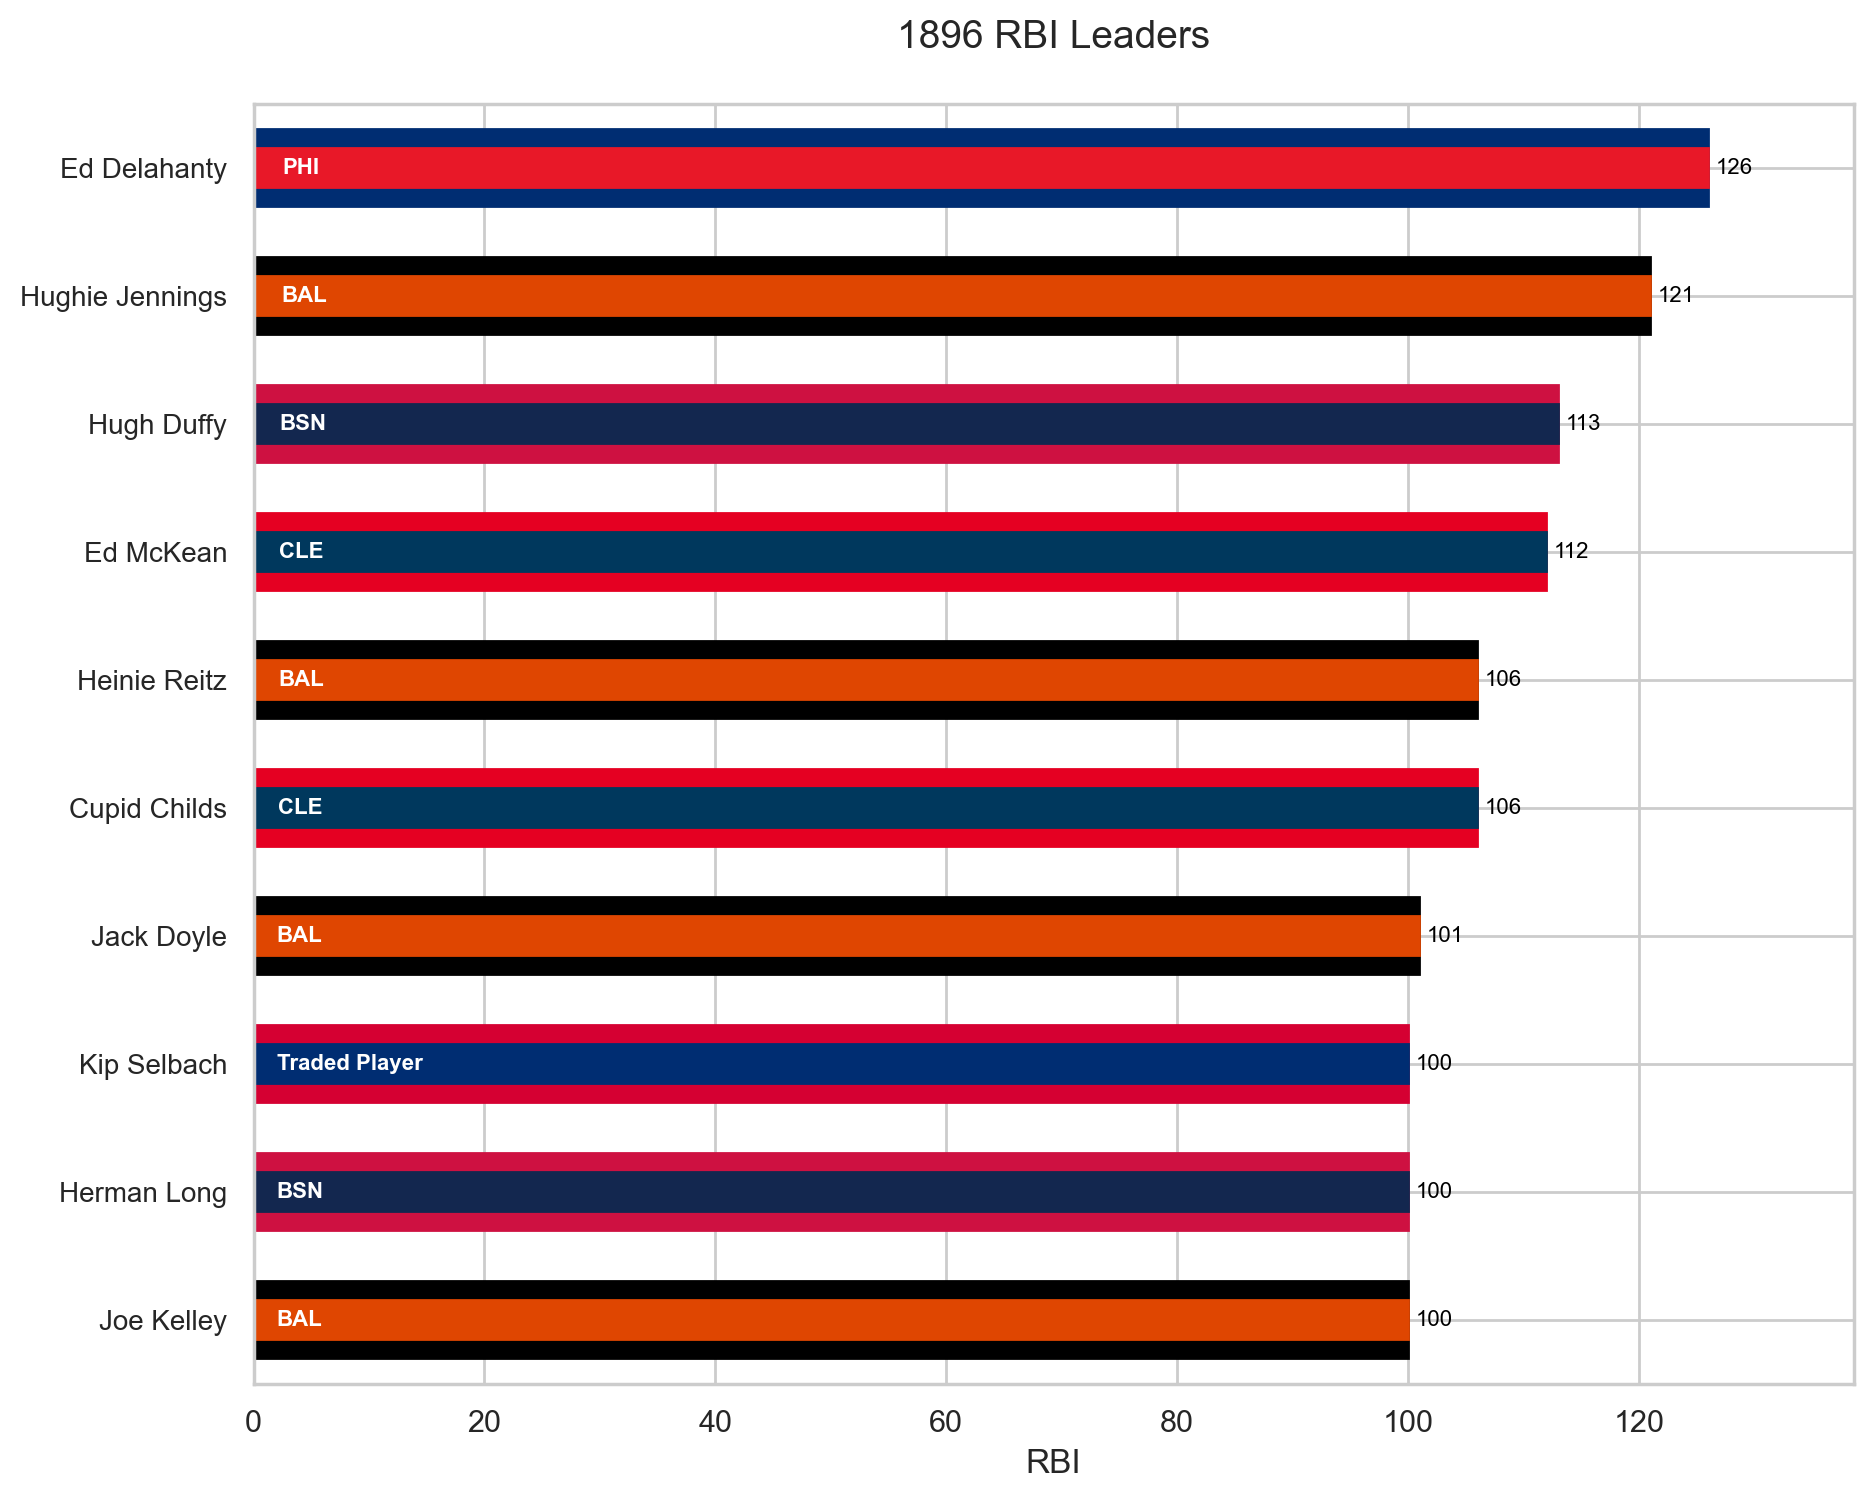 1896 RBI Leaders
Ed Delahanty PHI 126
Hughie Jennings BAL 121
Hugh Duffy BSN 113
Ed McKean CLE 112
Heinie Reitz BAL 106
Cupid Childs CLE 106
Jack Doyle BAL 101
Kip Selbach Traded Player 100
Herman Long BSN 100
Joe Kelley BAL 100
0 20 40 60 80 100 120
RBI